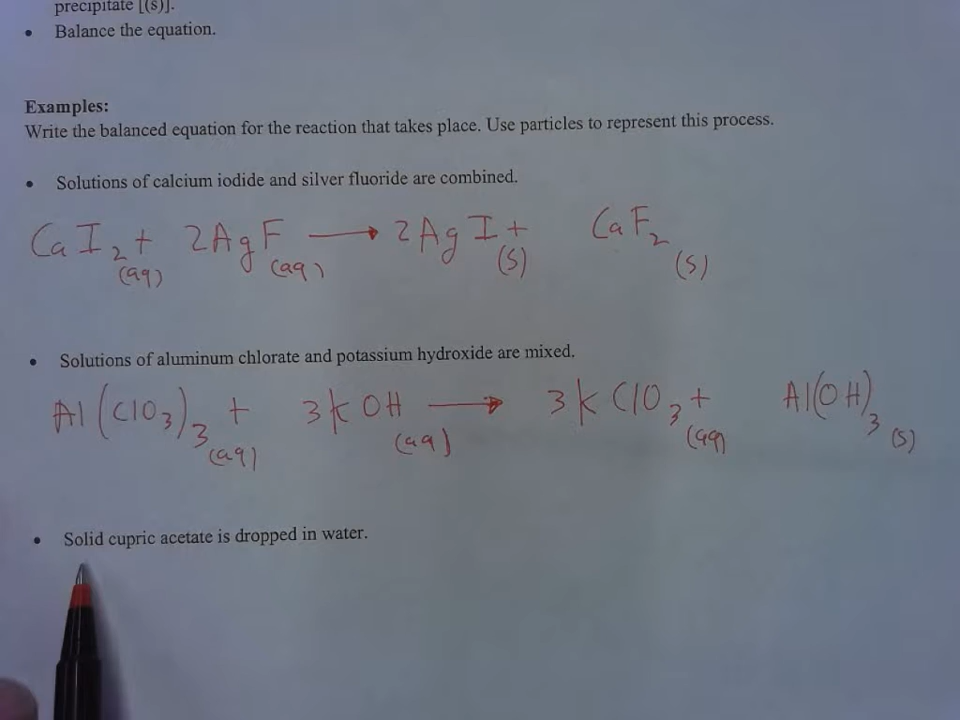 precipitate [(s)].
• Balance the equation.
Examples:
Write the balanced equation for the reaction that takes place. Use particles to represent this process.
• Solutions of calcium iodide and silver fluoride are combined.
CaI₂(aq) + 2AgF(aq) → 2AgI(s) + CaF₂(s)
• Solutions of aluminum chlorate and potassium hydroxide are mixed.
Al(ClO₃)₃(aq) + 3KOH(aq) → 3KClO₃(aq) + Al(OH)₃(s)
• Solid cupric acetate is dropped in water.